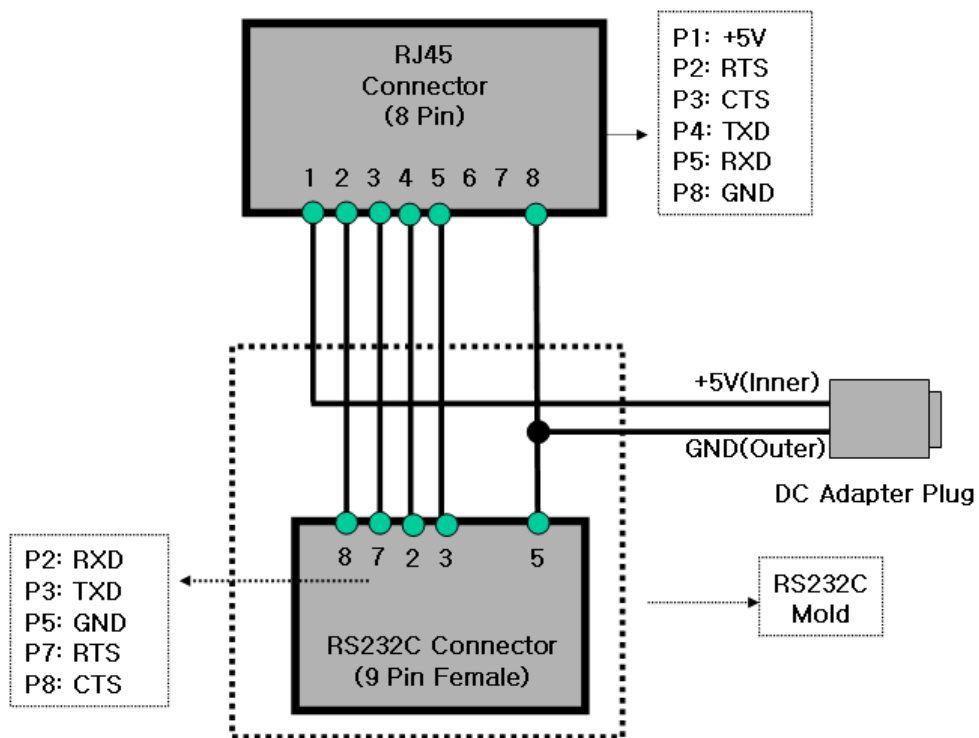 RJ45
Connector
(8 Pin)
1 2 3 4 5 6 7 8
P1: +5V
P2: RTS
P3: CTS
P4: TXD
P5: RXD
P8: GND
+5V(Inner)
GND(Outer)
DC Adapter Plug
8 7 2 3 5
RS232C Connector
(9 Pin Female)
P2: RXD
P3: TXD
P5: GND
P7: RTS
P8: CTS
RS232C
Mold